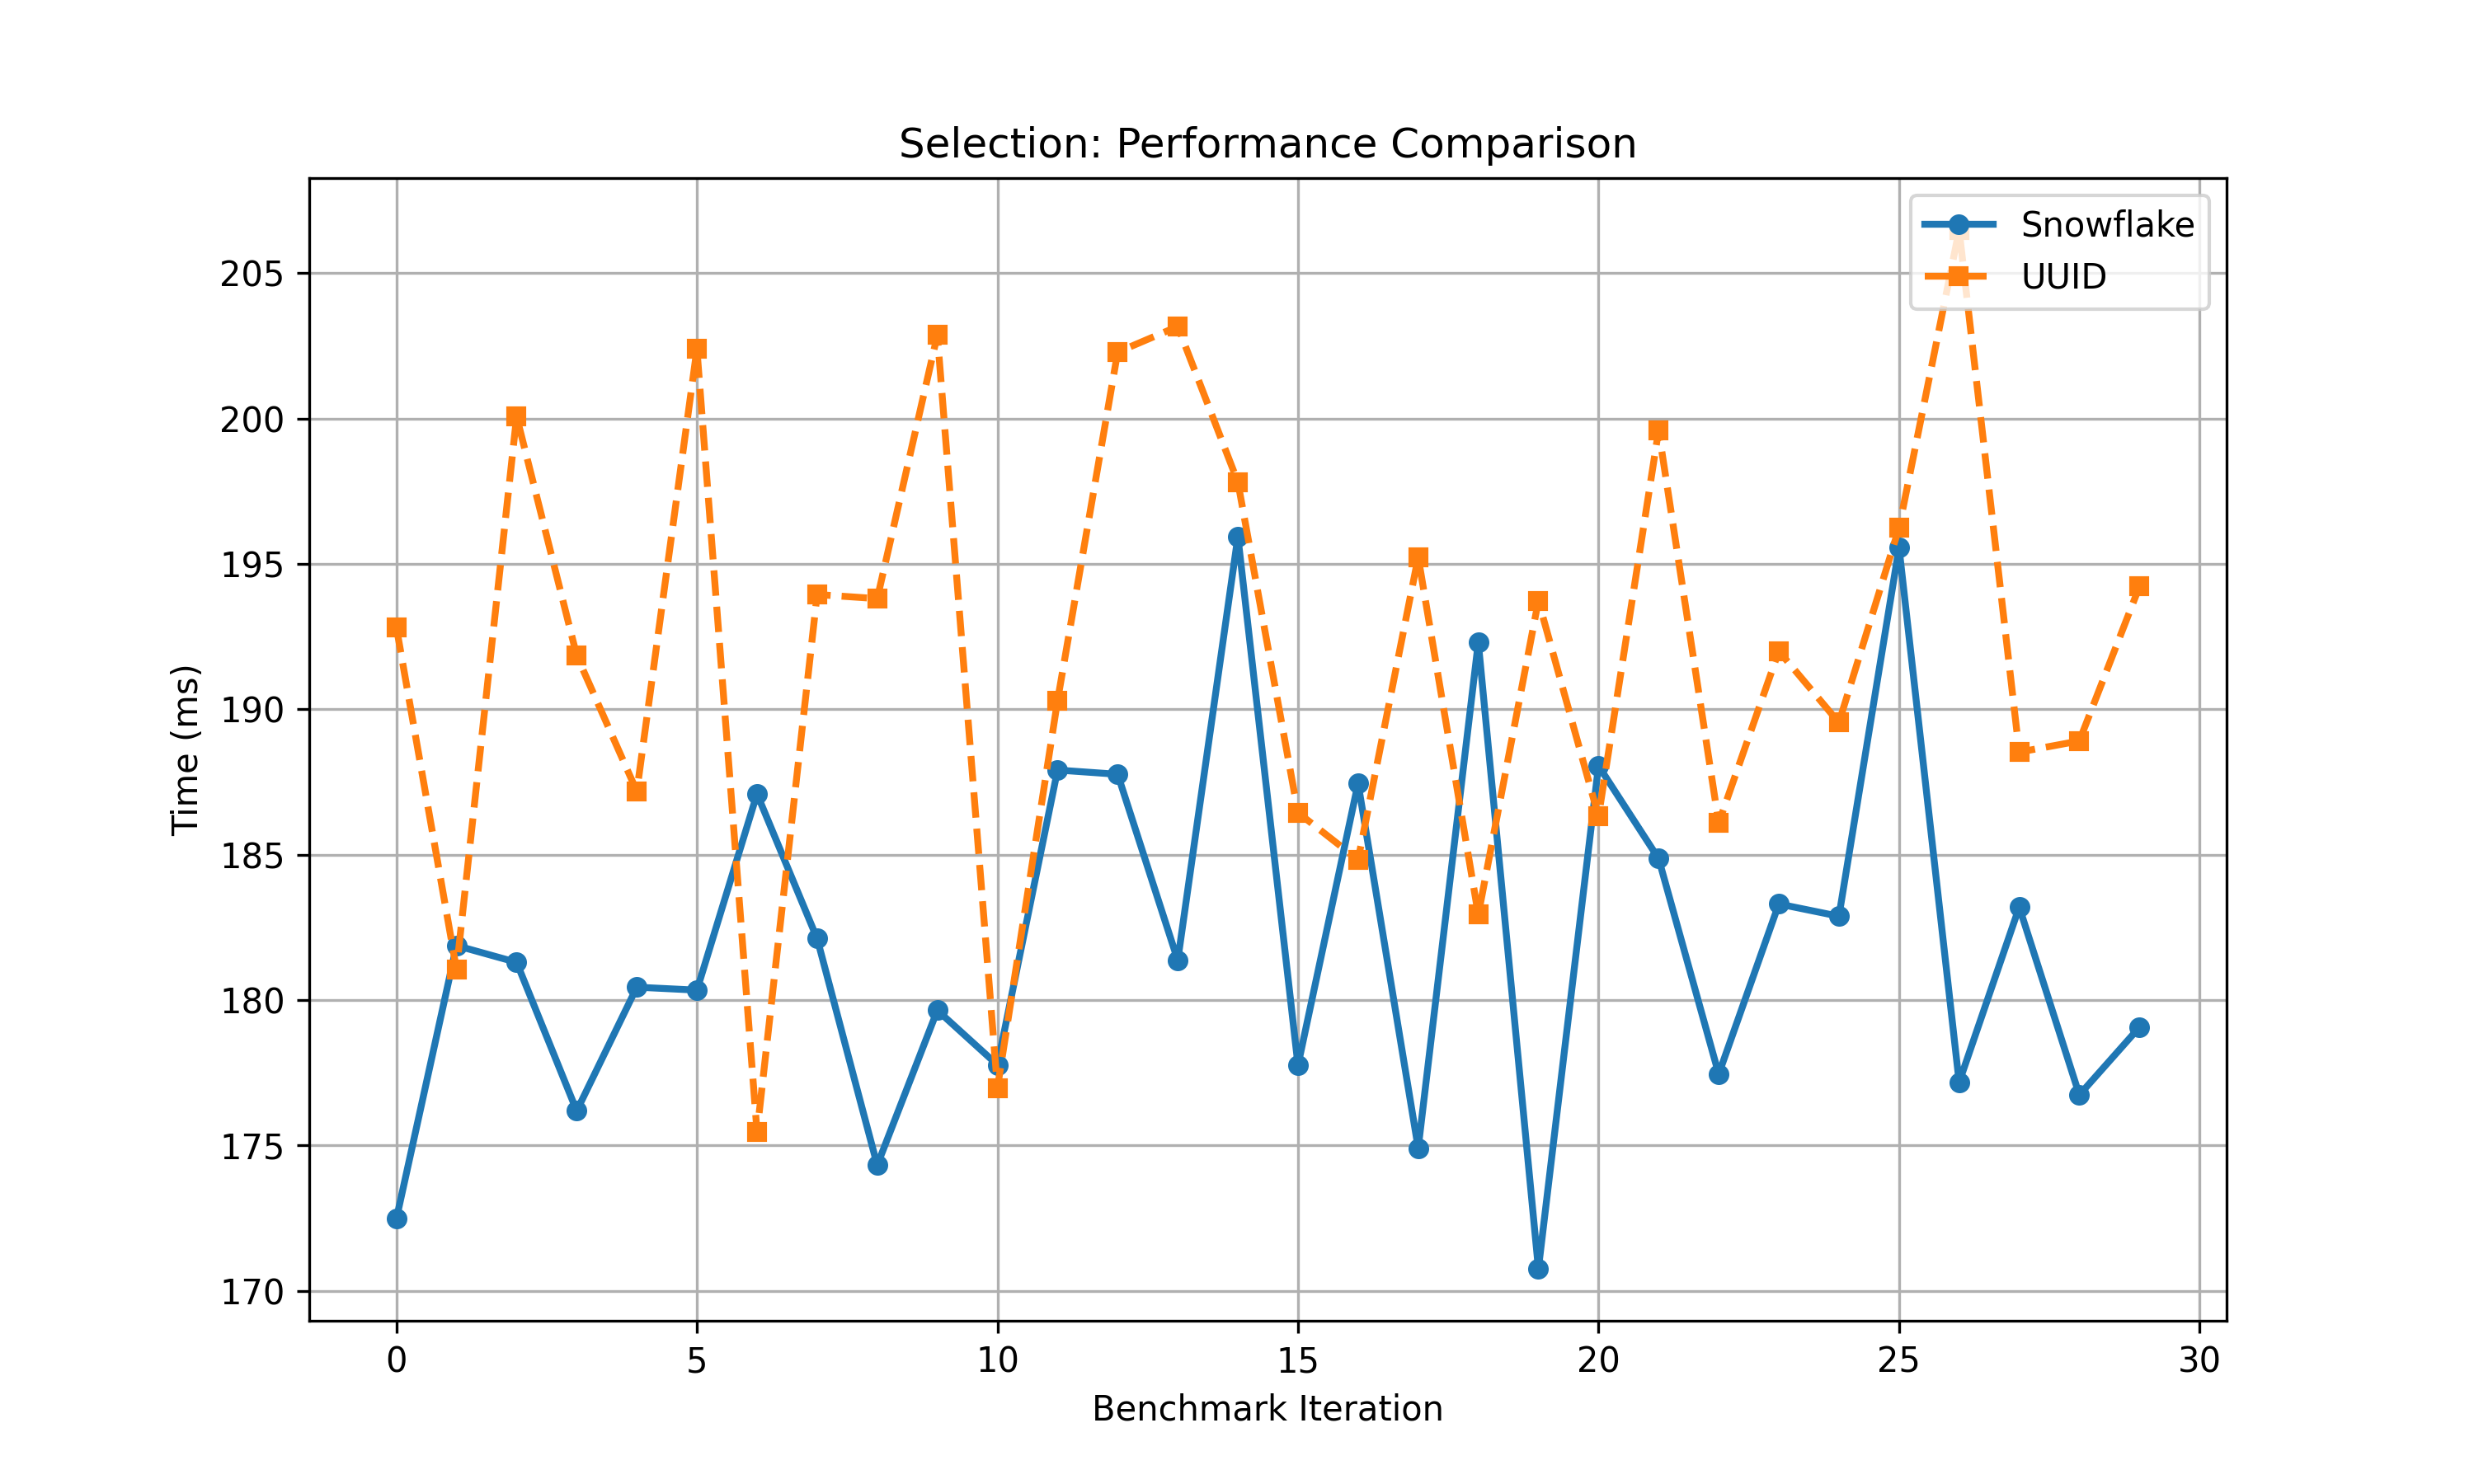 Selection: Performance Comparison
Snowflake
UUID
205
200
195
190
185
180
175
170
Time (ms)
0 5 10 15 20 25 30
Benchmark Iteration